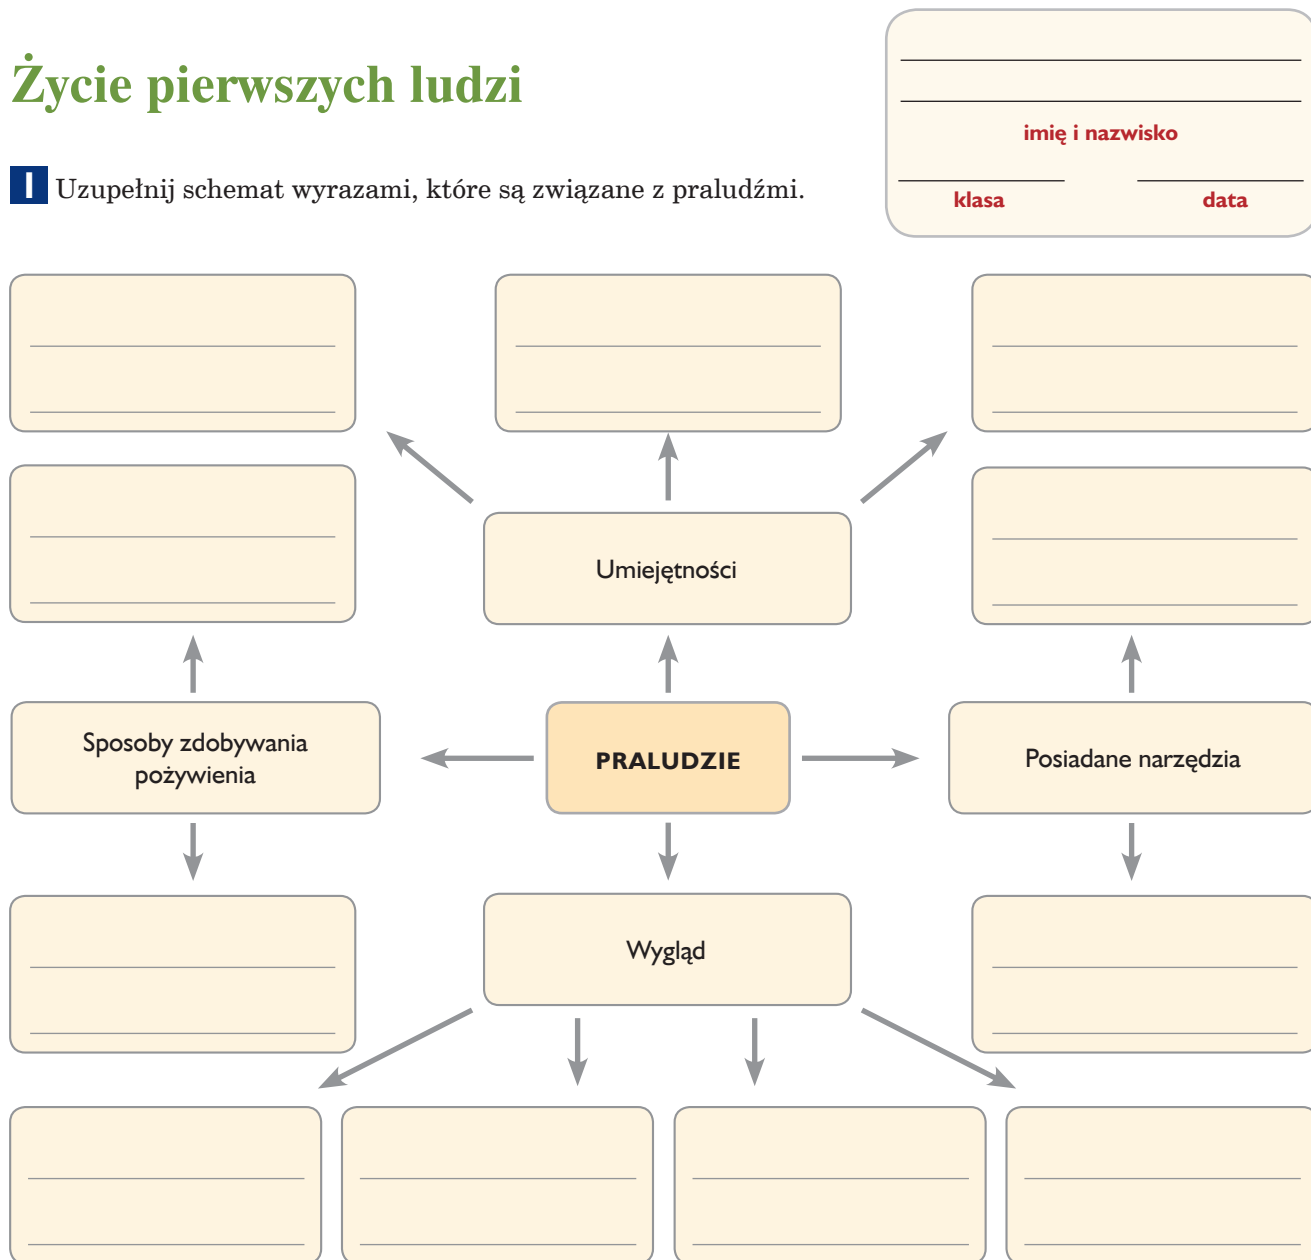 Życie pierwszych ludzi
imię i nazwisko
klasa
data
1 Uzupełnij schemat wyrazami, które są związane z praludźmi.
Umiejętności
Sposoby zdobywania
pożywienia
PRALUDZIE
Posiadane narzędzia
Wygląd